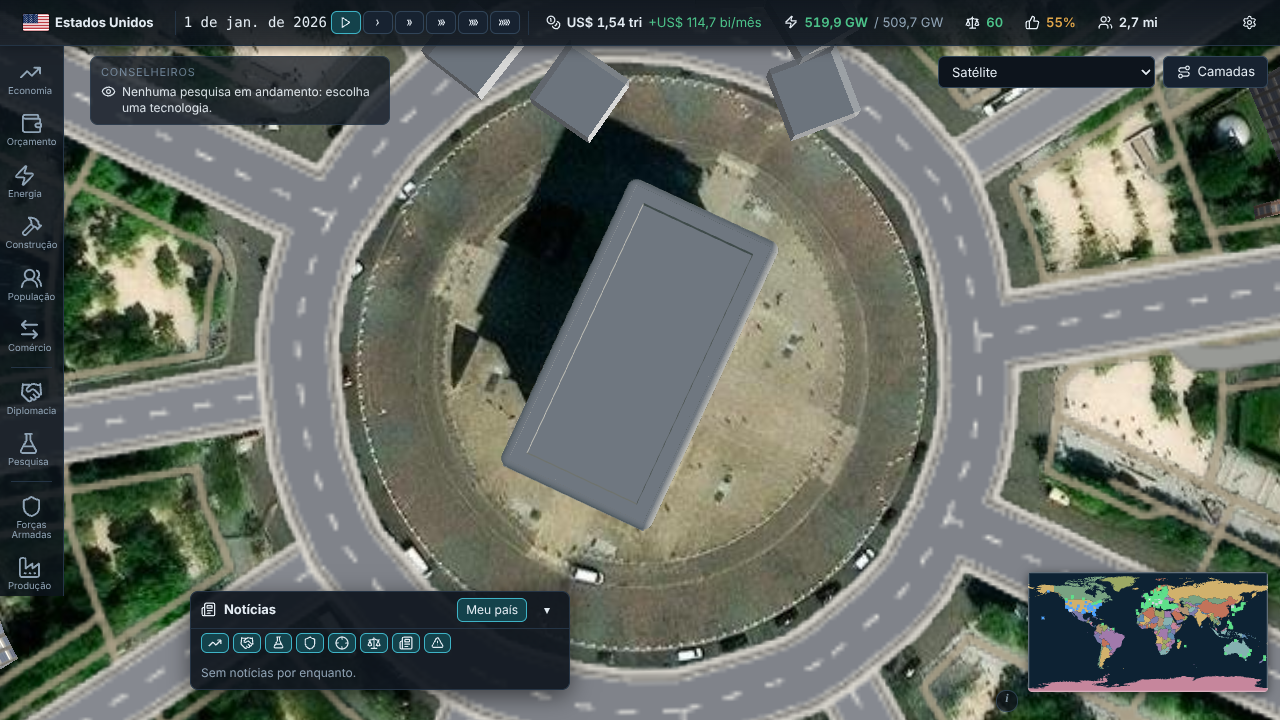 Estados Unidos
1 de jan. de 2026
US$ 1,54 tri +US$ 114,7 bi/mês
519,9 GW / 509,7 GW
60
55%
2,7 mi
Economia
Orçamento
Energia
Construção
População
Comércio
Diplomacia
Pesquisa
Forças
Armadas
Produção
CONSELHEIROS
Nenhuma pesquisa em andamento: escolha
uma tecnologia.
Satélite
Camadas
Notícias
Meu país
Sem notícias por enquanto.
i